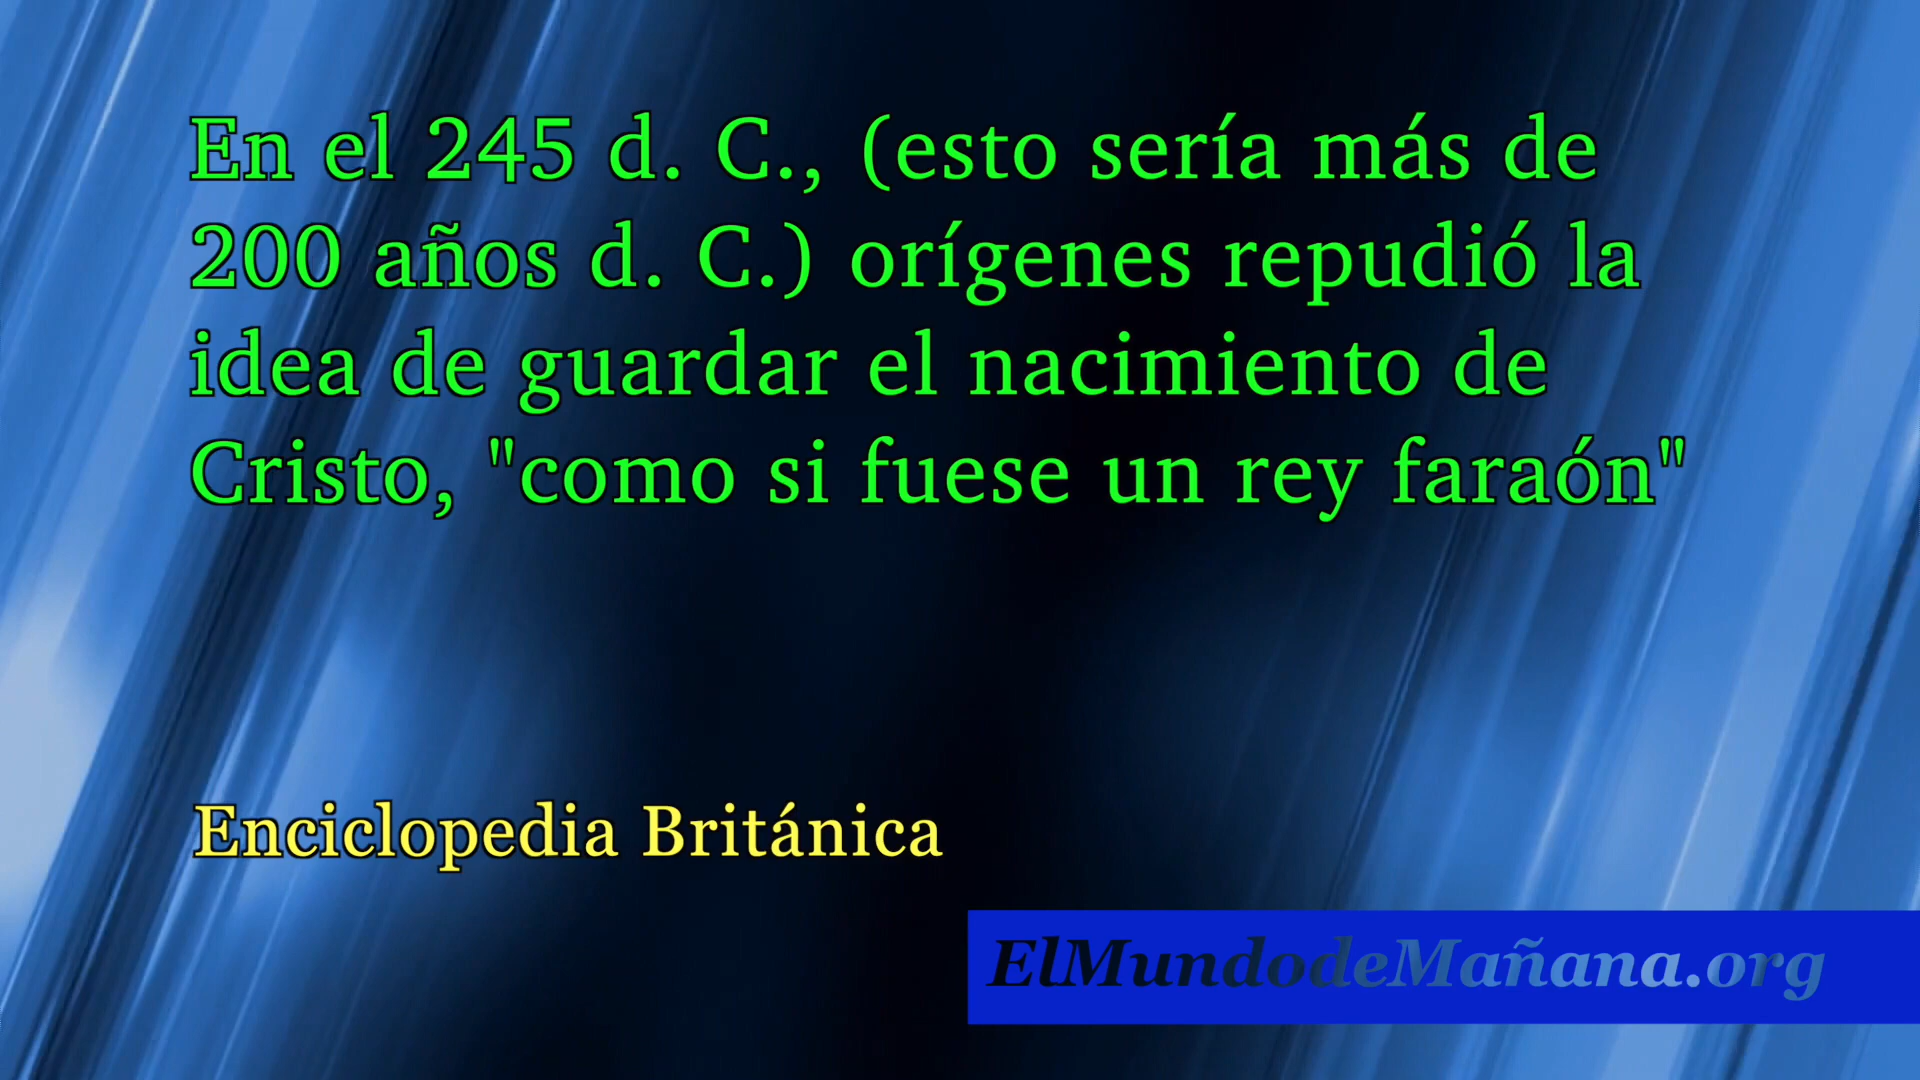 En el 245 d. C., (esto sería más de
200 años d. C.) orígenes repudió la
idea de guardar el nacimiento de
Cristo, "como si fuese un rey faraón"
Enciclopedia Británica
ElMundodeMañana.org